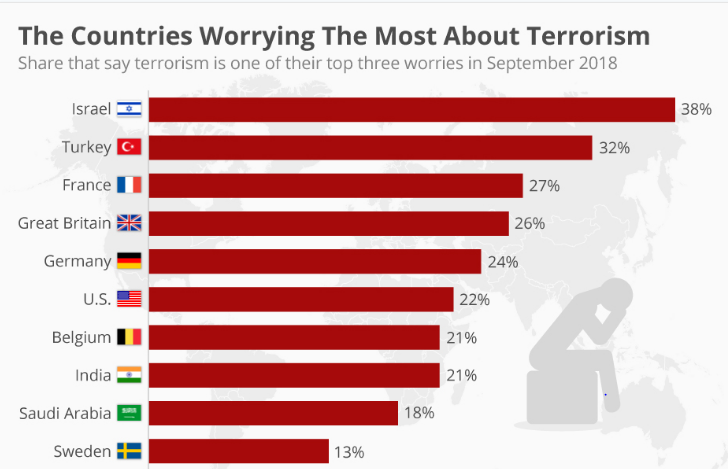 The Countries Worrying The Most About Terrorism
Share that say terrorism is one of their top three worries in September 2018
Israel 38%
Turkey 32%
France 27%
Great Britain 26%
Germany 24%
U.S. 22%
Belgium 21%
India 21%
Saudi Arabia 18%
Sweden 13%